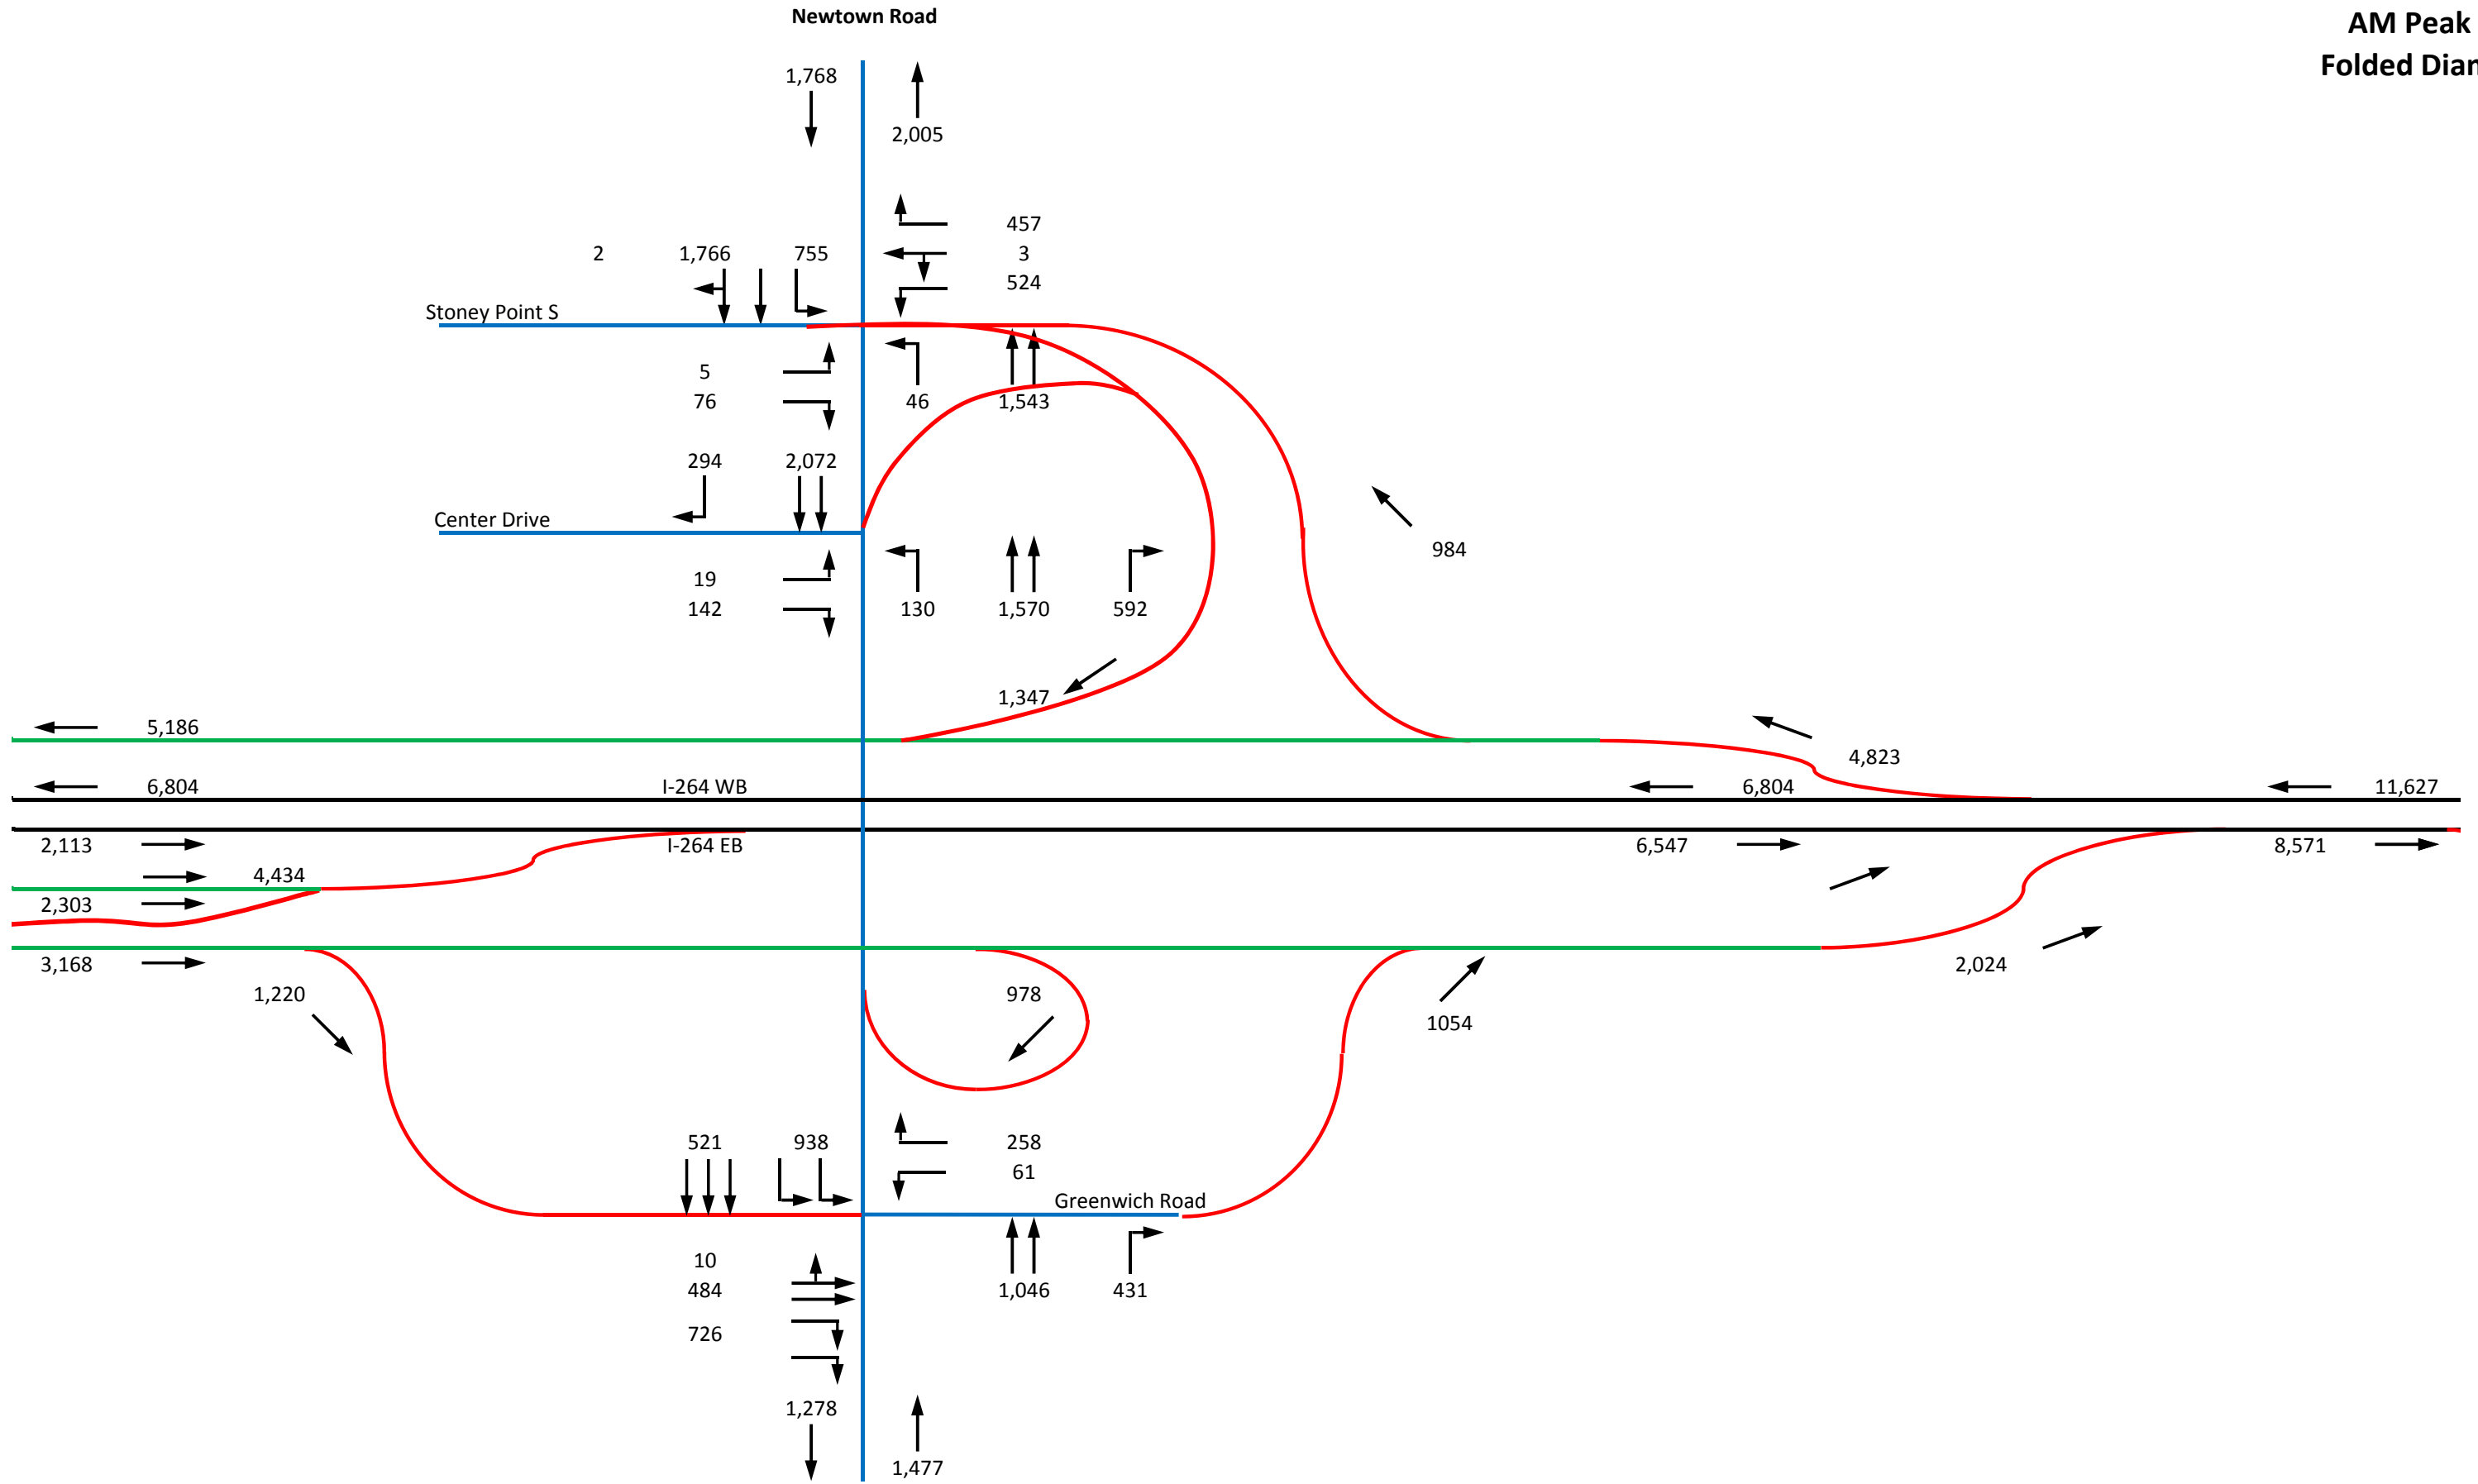 Newtown Road
AM Peak
Folded Dian
1,768
2,005
457
2 1,766 755 3
524
Stoney Point S
5
76 46 1,543
294 2,072
Center Drive
984
19
142 130 1,570 592
1,347
5,186
4,823
6,804 I-264 WB 6,804 11,627
2,113 I-264 EB 6,547 8,571
4,434
2,303
3,168 2,024
1,220 978
1054
521 938 258
61
Greenwich Road
10
484 1,046 431
726
1,278
1,477